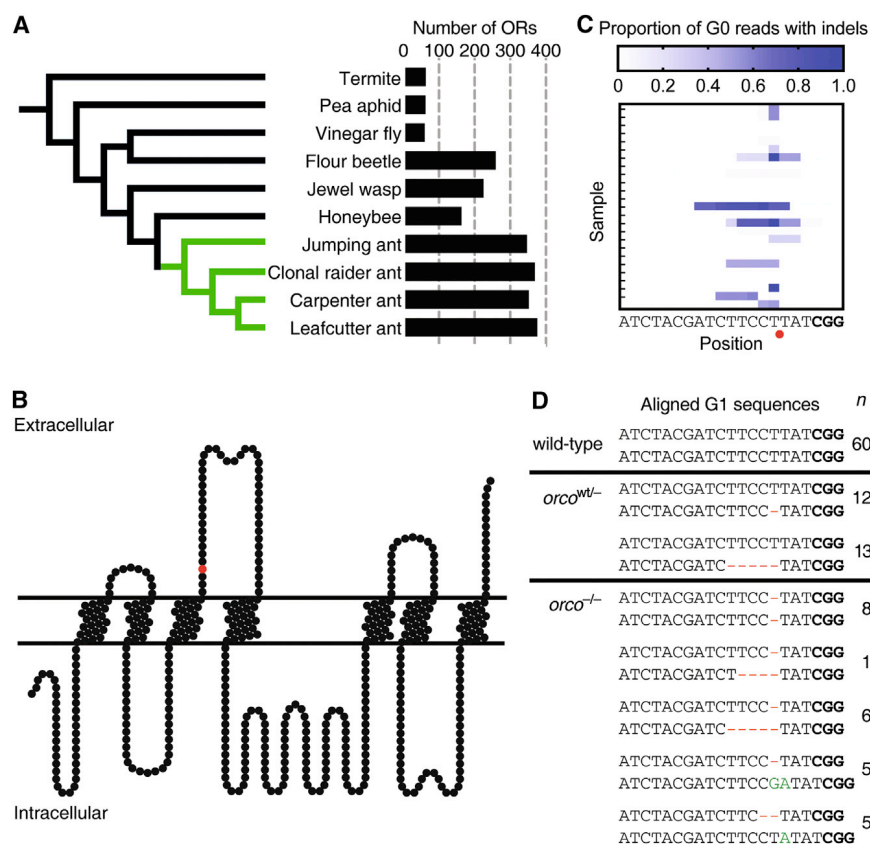 A
Number of ORs
0 100 200 300 400
Termite
Pea aphid
Vinegar fly
Flour beetle
Jewel wasp
Honeybee
Jumping ant
Clonal raider ant
Carpenter ant
Leafcutter ant
C
Proportion of G0 reads with indels
0 0.2 0.4 0.6 0.8 1.0
Sample
ATCTACGATCTTCCTTATCGG
Position
B
Extracellular
Intracellular
D
Aligned G1 sequences n
wild-type
ATCTACGATCTTCCTTATCGG
ATCTACGATCTTCCTTATCGG
60
orco wt/–
ATCTACGATCTTCCTTATCGG
ATCTACGATCTTCC-TATCGG
12
ATCTACGATCTTCCTTATCGG
ATCTACGATC-----TATCGG
13
orco –/–
ATCTACGATCTTCC-TATCGG
ATCTACGATCTTCC-TATCGG
8
ATCTACGATCTTCC-TATCGG
ATCTACGATCT----TATCGG
1
ATCTACGATCTTCC-TATCGG
ATCTACGATC-----TATCGG
6
ATCTACGATCTTCC-TATCGG
ATCTACGATCTTCCGATATCGG
5
ATCTACGATCTTC--TATCGG
ATCTACGATCTTCCTATATCGG
5